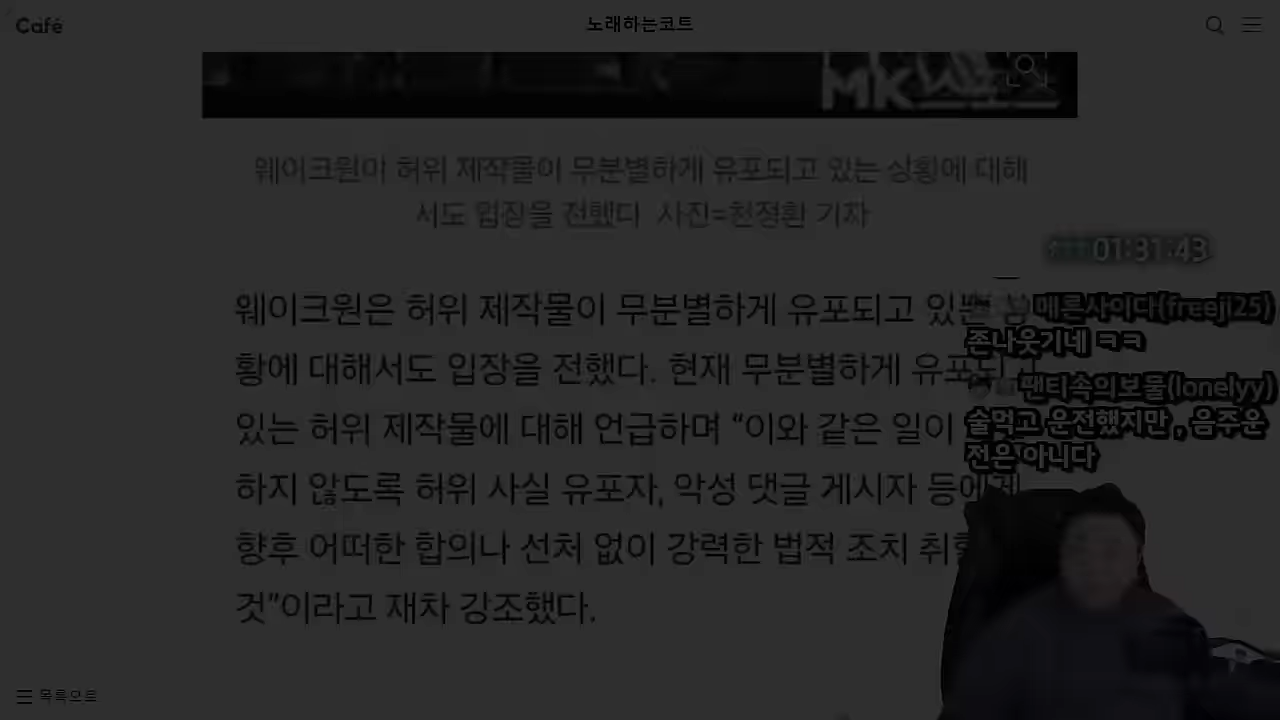 Café
노래하는코트
MK스포츠
웨이크원이 허위 제작물이 무분별하게 유포되고 있는 상황에 대해
서도 입장을 전했다 사진=천정환 기자
웨이크원은 허위 제작물이 무분별하게 유포되고 있는
황에 대해서도 입장을 전했다. 현재 무분별하게 유포되
있는 허위 제작물에 대해 언급하며 “이와 같은 일이
하지 않도록 허위 사실 유포자, 악성 댓글 게시자 등에게
향후 어떠한 합의나 선처 없이 강력한 법적 조치 취할
것”이라고 재차 강조했다.
01:31:43
매른사이다(freeji25)
존나웃기네 ㅋㅋ
팬티속의보물(lonelyy)
술먹고 운전했지만 , 음주운
전은 아니다
목록오트